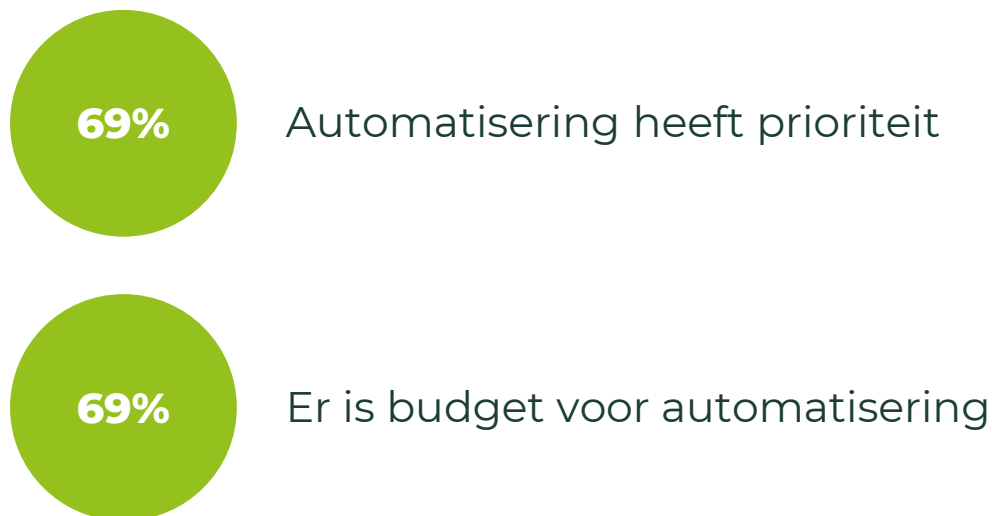 69% Automatisering heeft prioriteit
69% Er is budget voor automatisering